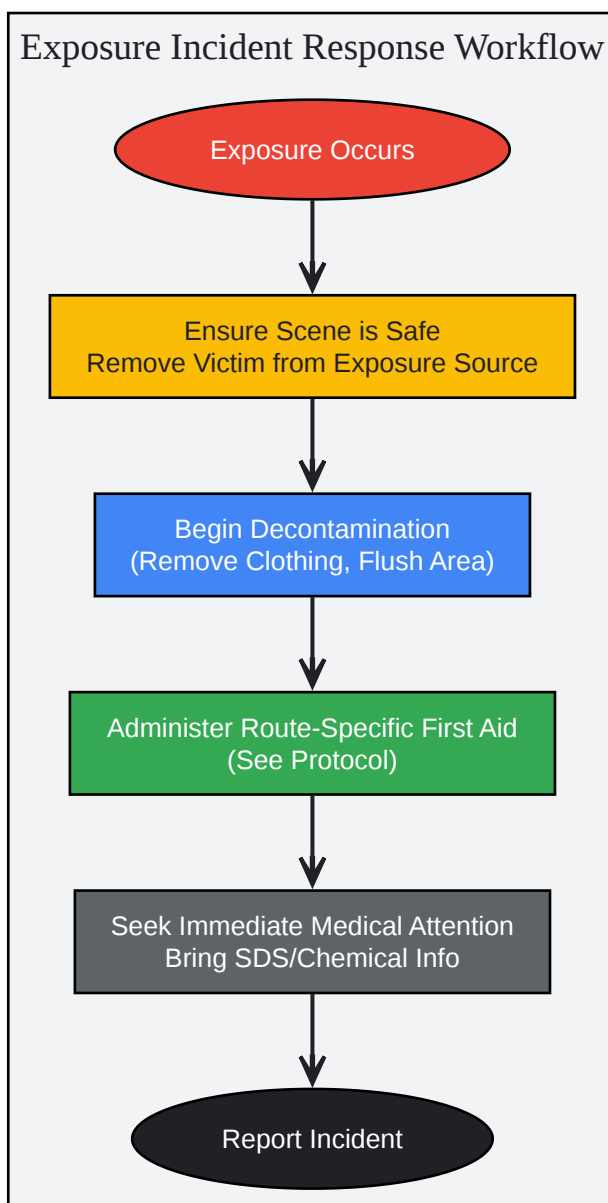 Exposure Incident Response Workflow
Exposure Occurs
Ensure Scene is Safe
Remove Victim from Exposure Source
Begin Decontamination
(Remove Clothing, Flush Area)
Administer Route-Specific First Aid
(See Protocol)
Seek Immediate Medical Attention
Bring SDS/Chemical Info
Report Incident